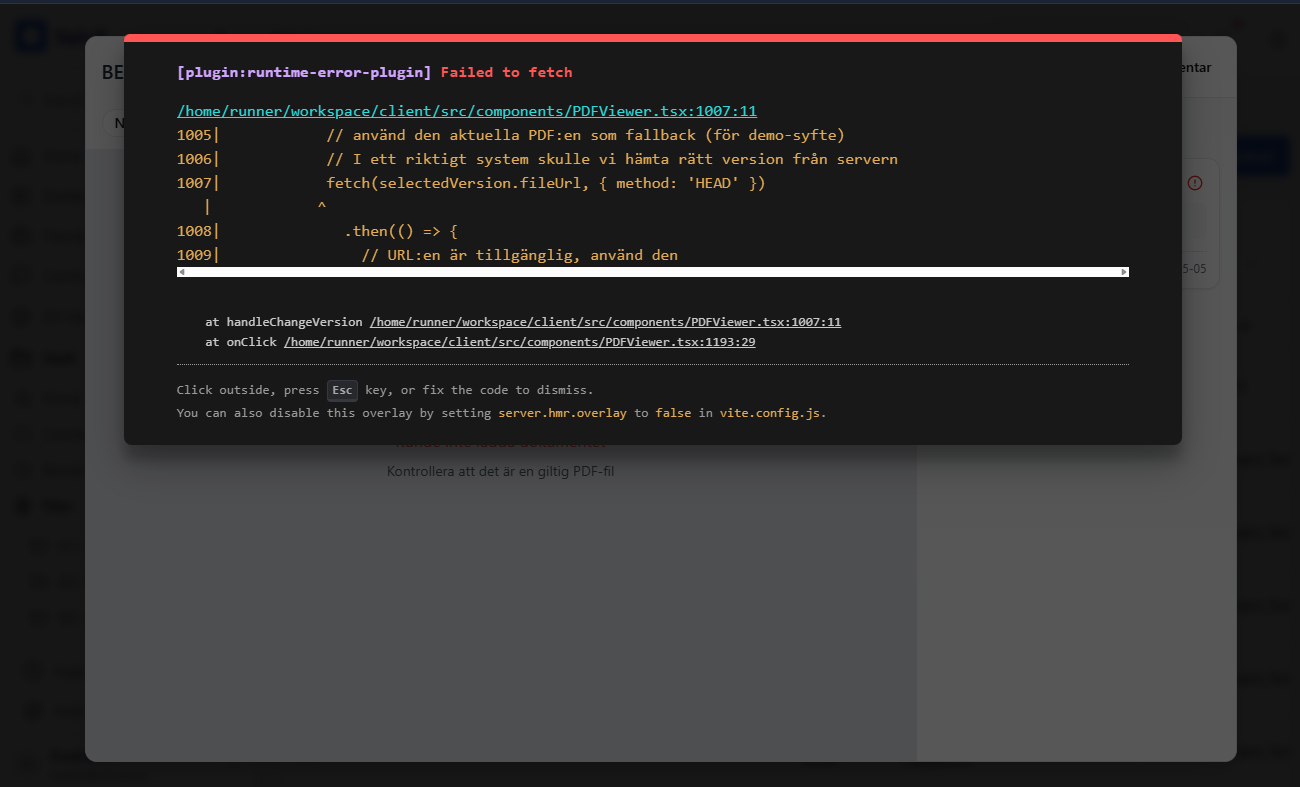 [plugin:runtime-error-plugin] Failed to fetch
/home/runner/workspace/client/src/components/PDFViewer.tsx:1007:11
1005|            // använd den aktuella PDF:en som fallback (för demo-syfte)
1006|            // I ett riktigt system skulle vi hämta rätt version från servern
1007|            fetch(selectedVersion.fileUrl, { method: 'HEAD' })
   |            ^
1008|              .then(() => {
1009|                // URL:en är tillgänglig, använd den
at handleChangeVersion /home/runner/workspace/client/src/components/PDFViewer.tsx:1007:11
at onClick /home/runner/workspace/client/src/components/PDFViewer.tsx:1193:29
Click outside, press Esc key, or fix the code to dismiss.
You can also disable this overlay by setting server.hmr.overlay to false in vite.config.js.
BE
N
entar
5-05
Kontrollera att det är en giltig PDF-fil